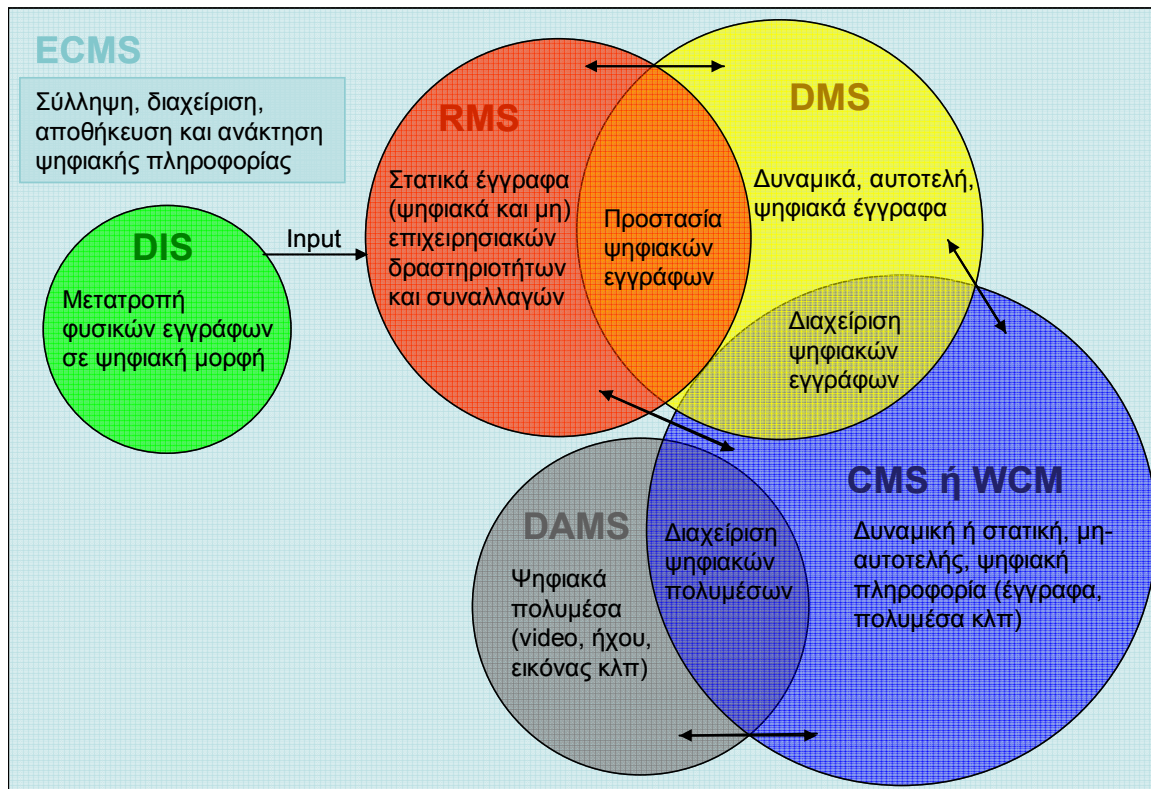 ECMS
Σύλληψη, διαχείριση,
αποθήκευση και ανάκτηση
ψηφιακής πληροφορίας
DIS
Μετατροπή
φυσικών εγγράφων
σε ψηφιακή μορφή
Input
RMS
Στατικά έγγραφα
(ψηφιακά και μη)
επιχειρησιακών
δραστηριοτήτων
και συναλλαγών
Προστασία
ψηφιακών
εγγράφων
DMS
Δυναμικά, αυτοτελή,
ψηφιακά έγγραφα
Διαχείριση
ψηφιακών
εγγράφων
DAMS
Ψηφιακά
πολυμέσα
(video, ήχου,
εικόνας κλπ)
Διαχείριση
ψηφιακών
πολυμέσων
CMS ή WCM
Δυναμική ή στατική, μη-
αυτοτελής, ψηφιακή
πληροφορία (έγγραφα,
πολυμέσα κλπ)